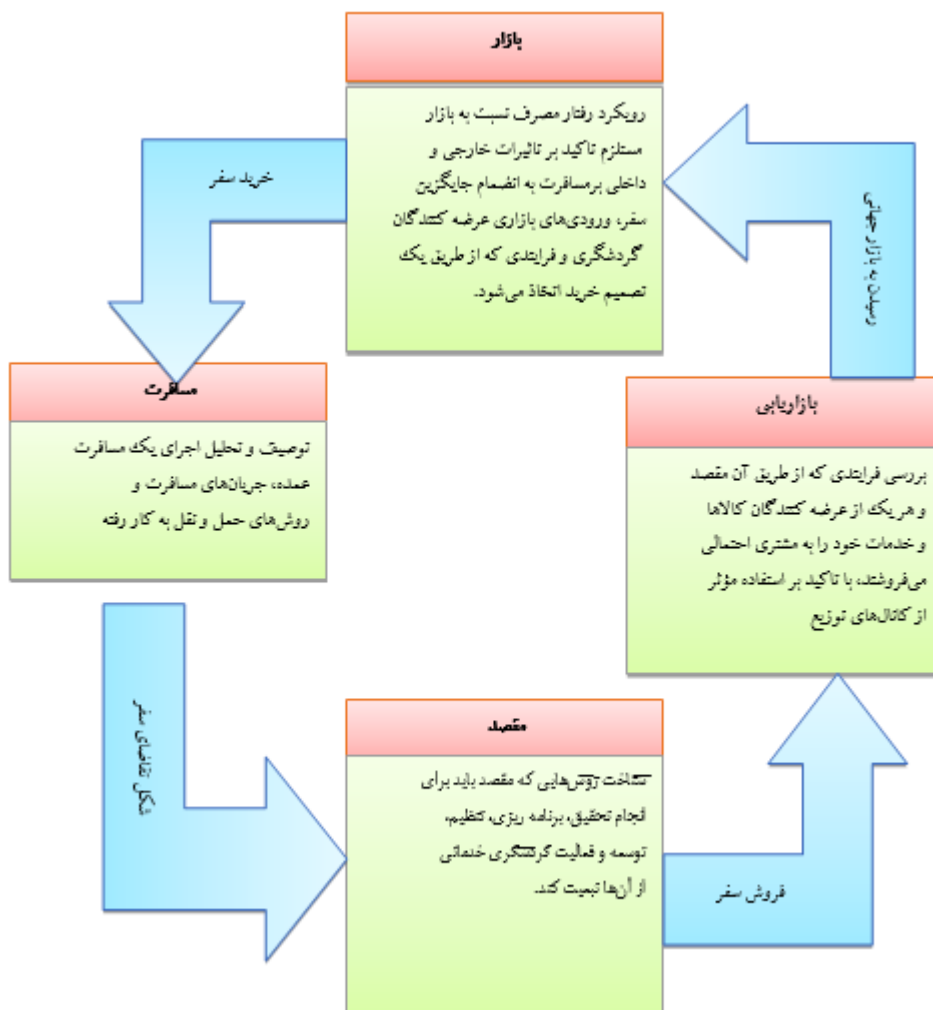 بازار
رویکرد رفتار مصرف نسبت به بازار
مستلزم تاکید بر تاثیرات خارجی و
داخلی برمسافرت به انضمام جایگزین
سفر، ورودی‌های بازاری عرضه کنندگان
گردشگری و فرایندی که از طریق یک
تصمیم خرید اتخاذ می‌شود.
رسیدن به بازار جهانی
خرید سفر
بازاریابی
بررسی فرایندی که از طریق آن مقصد
و هریک از عرضه کنندگان کالاها
و خدمات خود را به مشتری احتمالی
می‌فروشند، با تاکید بر استفاده مؤثر
از کانال‌های توزیع
مسافرت
توصیف و تحلیل اجرای یک مسافرت
عمده، جریان‌های مسافرت و
روش‌های حمل و نقل به کار رفته
شکل تقاضای سفر
مقصد
شناخت روش‌هایی که مقصد باید برای
انجام تحقیق، برنامه ریزی، تنظیم،
توسعه و فعالیت گردشگری خدماتی
از آن‌ها تبعیت کند.
فروش سفر